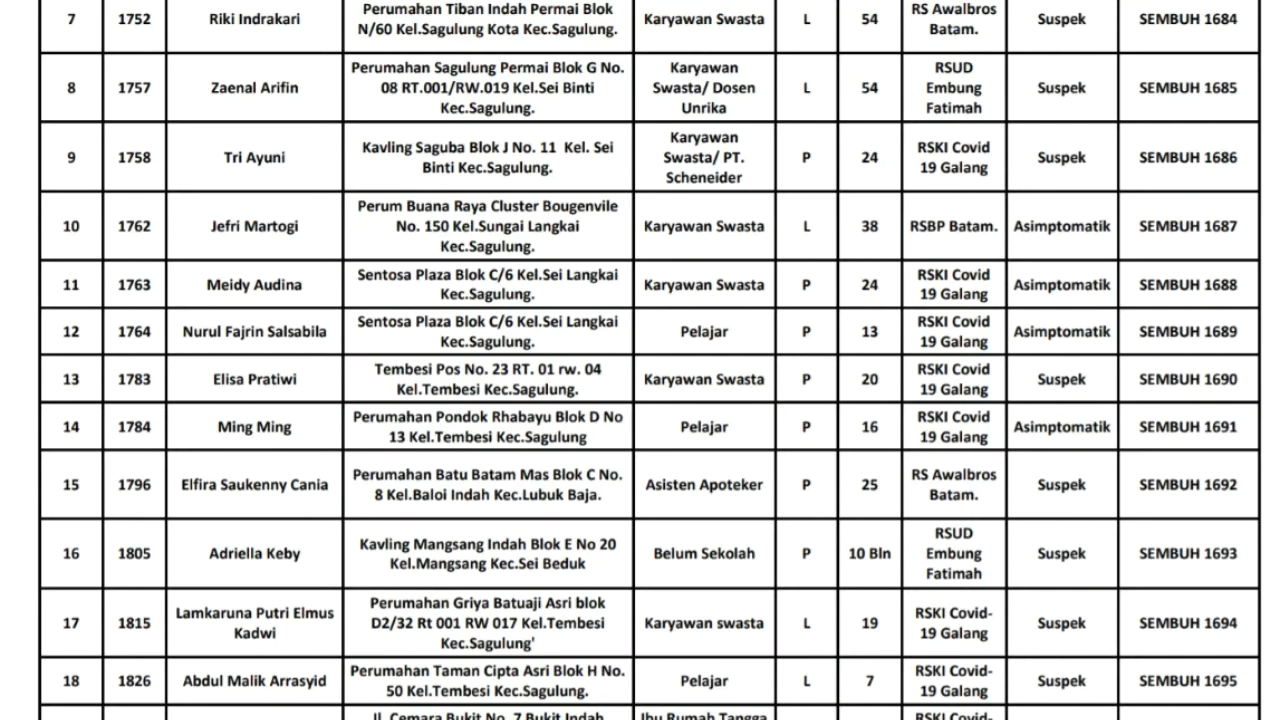 7 1752 Riki Indrakari Perumahan Tiban Indah Permai Blok N/60 Kel.Sagulung Kota Kec.Sagulung. Karyawan Swasta L 54 RS Awalbros Batam. Suspek SEMBUH 1684
8 1757 Zaenal Arifin Perumahan Sagulung Permai Blok G No. 08 RT.001/RW.019 Kel.Sei Binti Kec.Sagulung. Karyawan Swasta/ Dosen Unrika L 54 RSUD Embung Fatimah Suspek SEMBUH 1685
9 1758 Tri Ayuni Kavling Saguba Blok J No. 11 Kel. Sei Binti Kec.Sagulung. Karyawan Swasta/ PT. Scheneider P 24 RSKI Covid 19 Galang Suspek SEMBUH 1686
10 1762 Jefri Martogi Perum Buana Raya Cluster Bougenvile No. 150 Kel.Sungai Langkai Kec.Sagulung. Karyawan Swasta L 38 RSBP Batam. Asimptomatik SEMBUH 1687
11 1763 Meidy Audina Sentosa Plaza Blok C/6 Kel.Sei Langkai Kec.Sagulung. Karyawan Swasta P 24 RSKI Covid 19 Galang Asimptomatik SEMBUH 1688
12 1764 Nurul Fajrin Salsabila Sentosa Plaza Blok C/6 Kel.Sei Langkai Kec.Sagulung. Pelajar P 13 RSKI Covid 19 Galang Asimptomatik SEMBUH 1689
13 1783 Elisa Pratiwi Tembesi Pos No. 23 RT. 01 rw. 04 Kel.Tembesi Kec.Sagulung. Karyawan Swasta P 20 RSKI Covid 19 Galang Suspek SEMBUH 1690
14 1784 Ming Ming Perumahan Pondok Rhabayu Blok D No 13 Kel.Tembesi Kec.Sagulung Pelajar P 16 RSKI Covid 19 Galang Asimptomatik SEMBUH 1691
15 1796 Elfira Saukenny Cania Perumahan Batu Batam Mas Blok C No. 8 Kel.Baloi Indah Kec.Lubuk Baja. Asisten Apoteker P 25 RS Awalbros Batam. Suspek SEMBUH 1692
16 1805 Adriella Keby Kavling Mangsang Indah Blok E No 20 Kel.Mangsang Kec.Sei Beduk Belum Sekolah P 10 Bln RSUD Embung Fatimah Suspek SEMBUH 1693
17 1815 Lamkaruna Putri Elmus Kadwi Perumahan Griya Batuaji Asri blok D2/32 Rt 001 RW 017 Kel.Tembesi Kec.Sagulung' Karyawan swasta L 19 RSKI Covid-19 Galang Suspek SEMBUH 1694
18 1826 Abdul Malik Arrasyid Perumahan Taman Cipta Asri Blok H No. 50 Kel.Tembesi Kec.Sagulung. Pelajar L 7 RSKI Covid-19 Galang Suspek SEMBUH 1695
Jl. Cemara Bukit No. 7 Bukit Indah Ibu Rumah Tangga RSKI Covid-